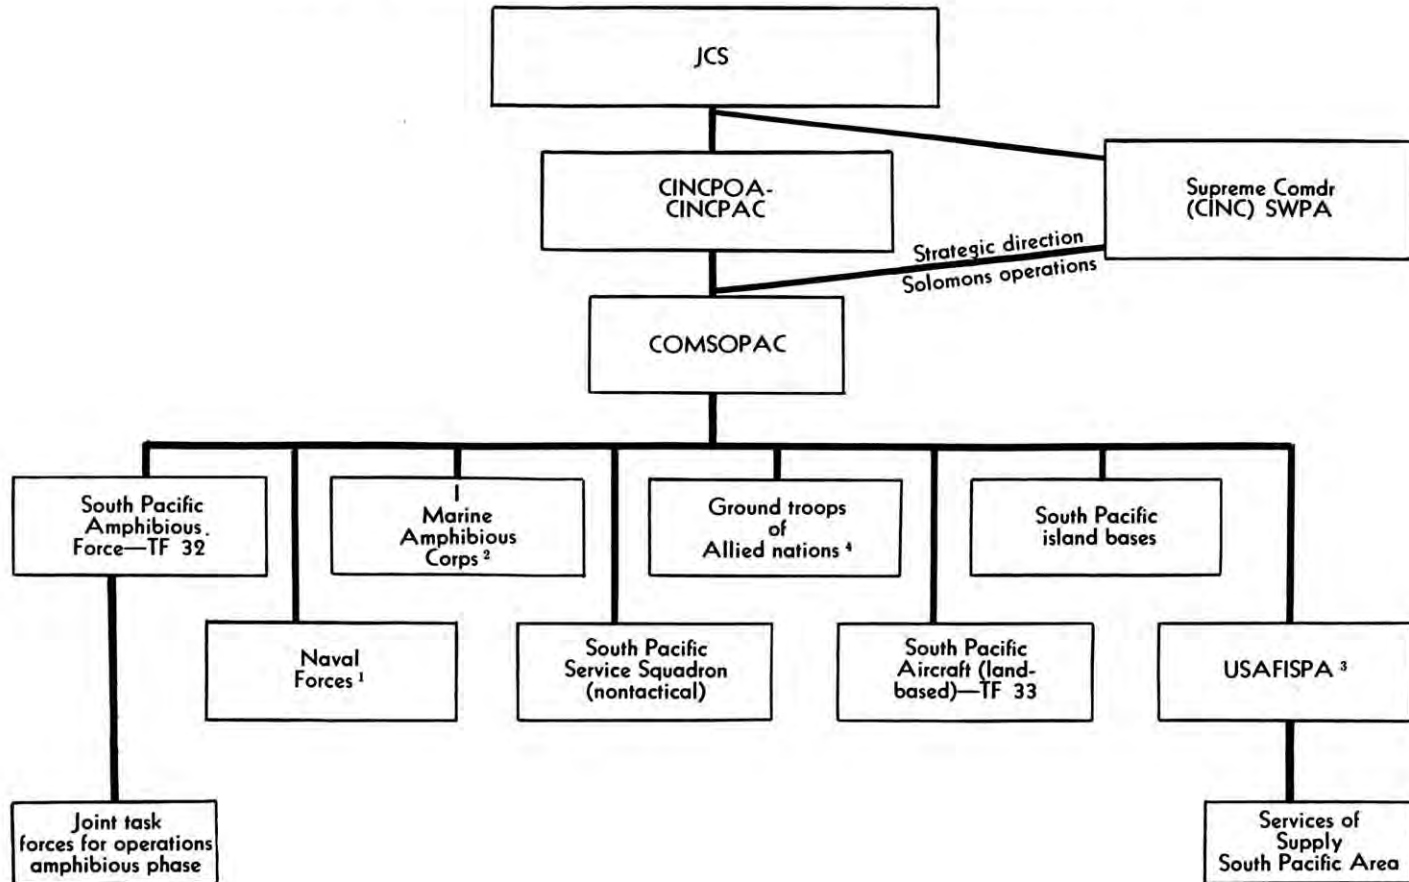 JCS
CINCPOA-
CINCPAC
Supreme Comdr
(CINC) SWPA
Strategic direction
Solomons operations
COMSOPAC
South Pacific
Amphibious
Force—TF 32
I
Marine
Amphibious
Corps ²
Ground troops
of
Allied nations ⁴
South Pacific
island bases
Naval
Forces ¹
South Pacific
Service Squadron
(nontactical)
South Pacific
Aircraft (land-
based)—TF 33
USAFISPA ³
Joint task
forces for operations
amphibious phase
Services of
Supply
South Pacific Area